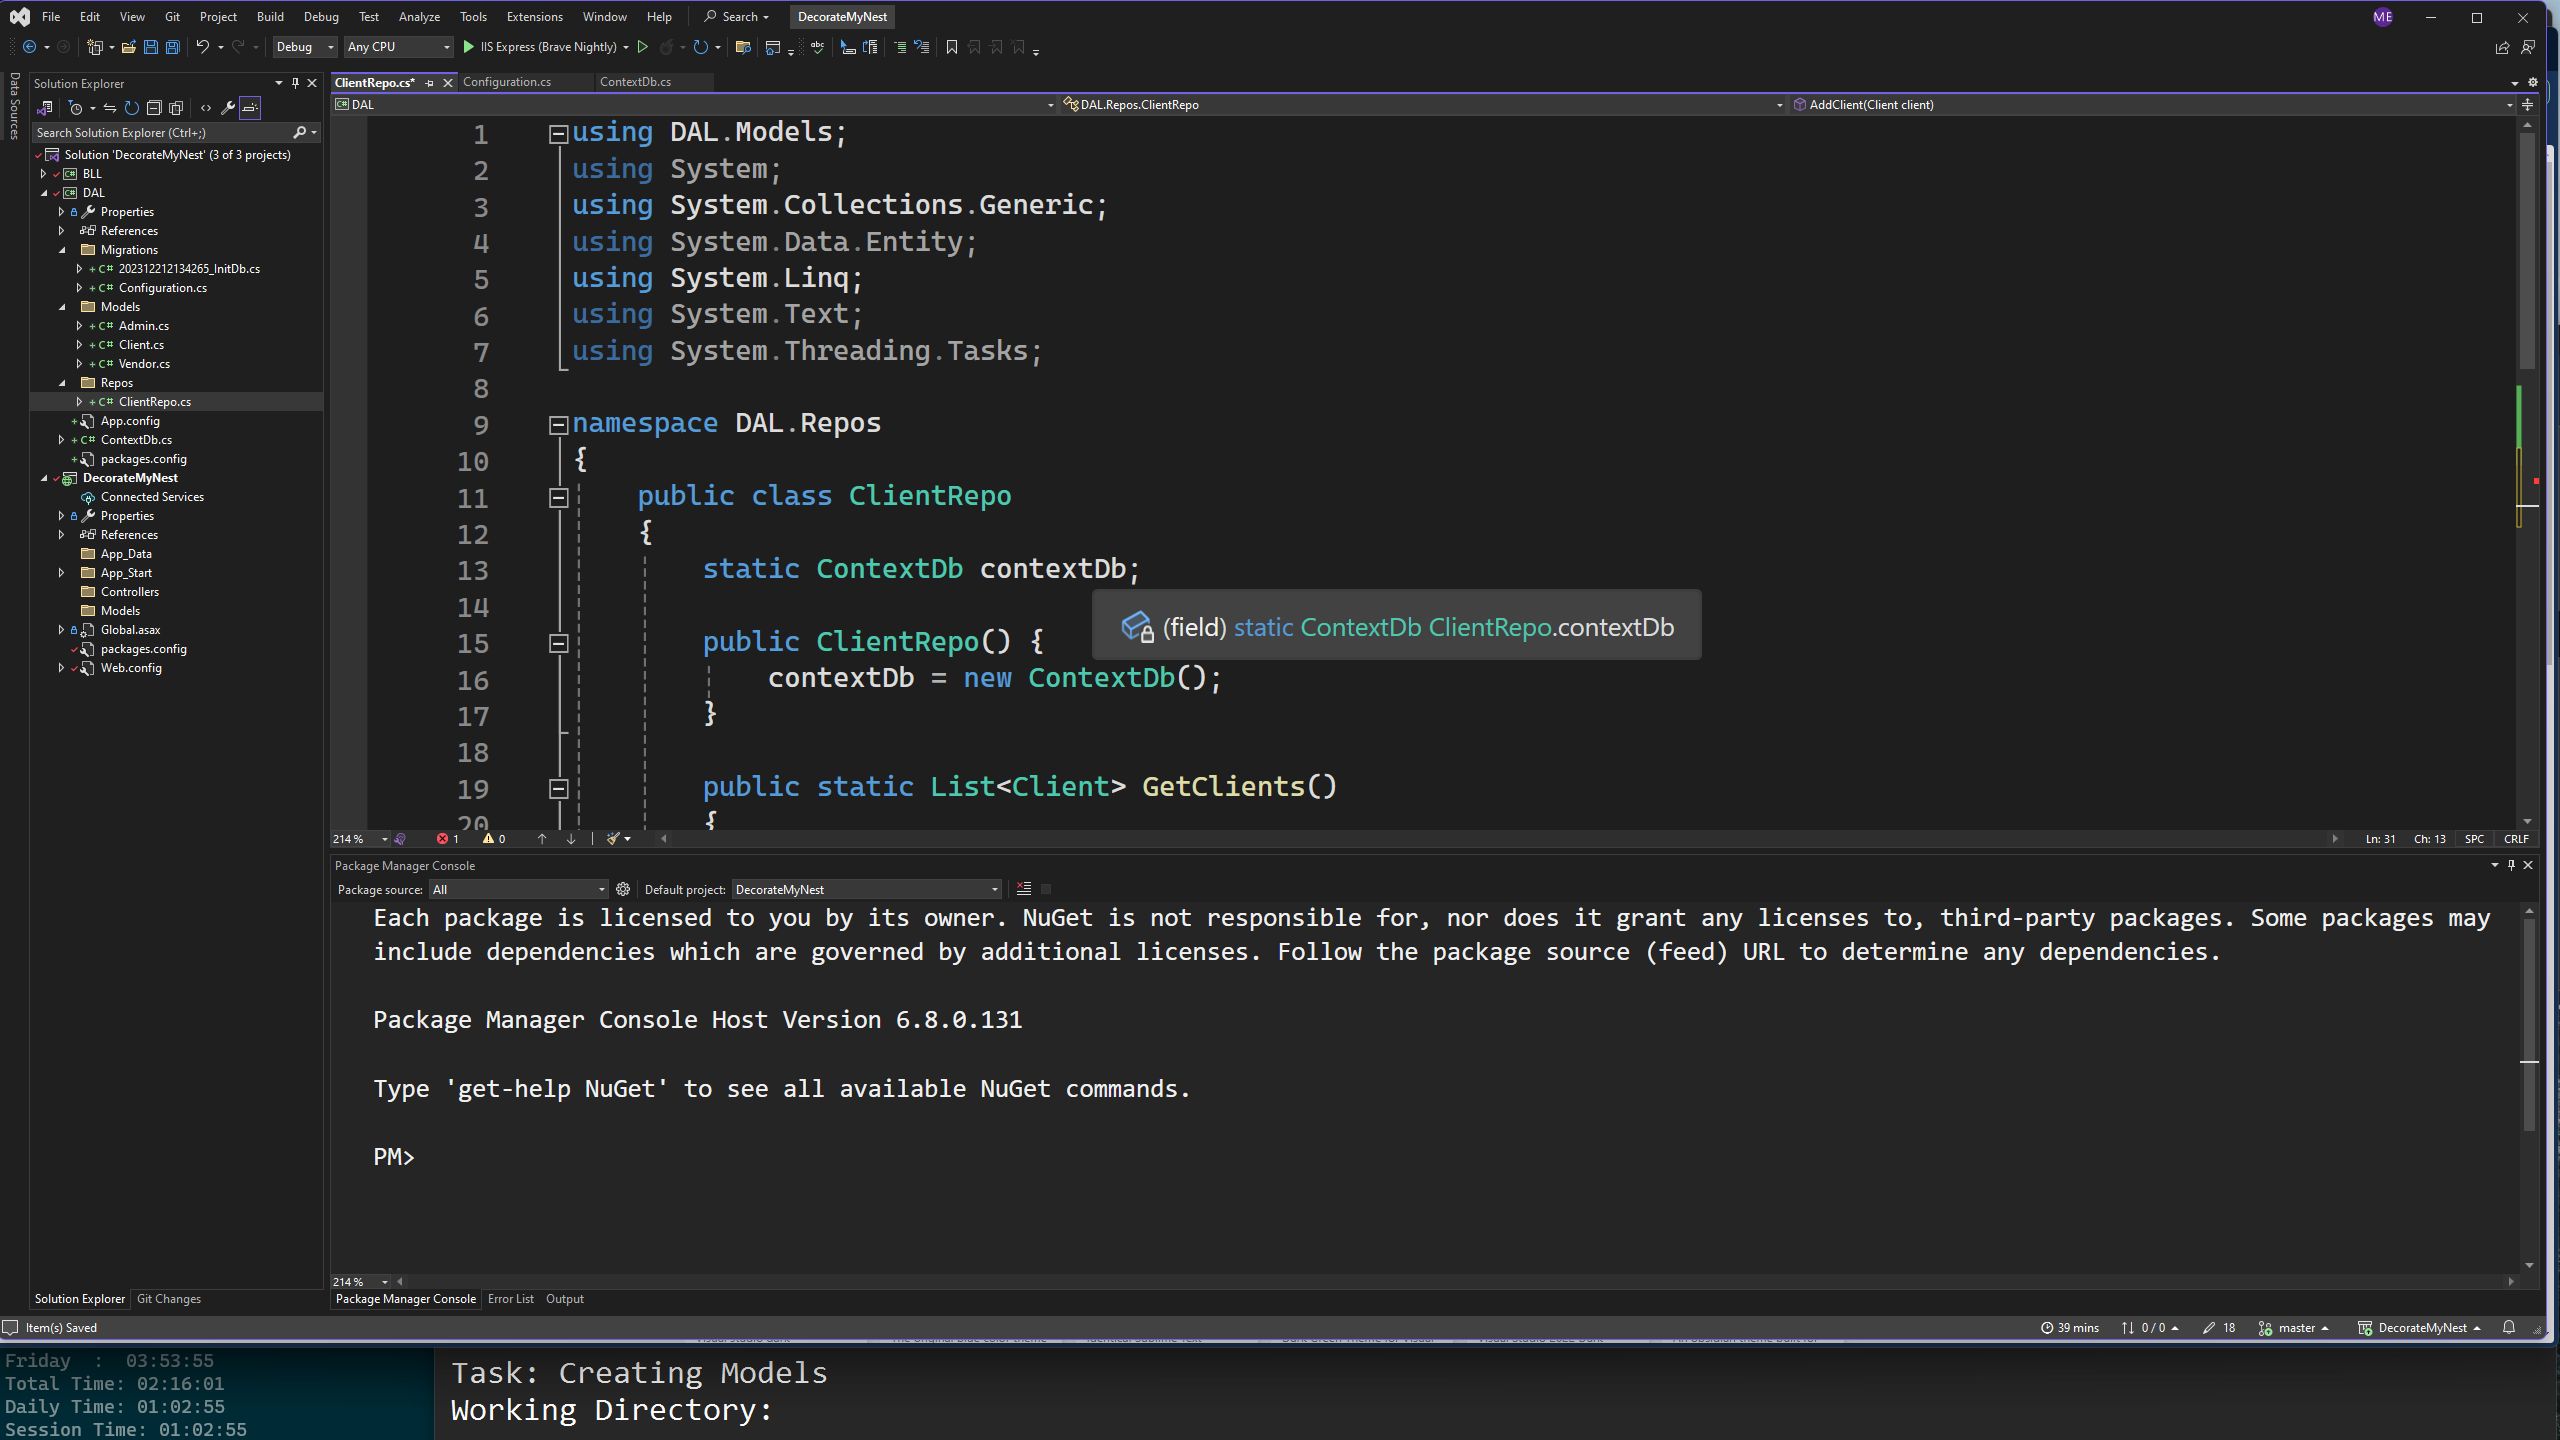 File Edit View Git Project Build Debug Test Analyze Tools Extensions Window Help Search DecorateMyNest ME
Debug Any CPU IIS Express (Brave Nightly)
Data Sources
Solution Explorer
Search Solution Explorer (Ctrl+;)
Solution 'DecorateMyNest' (3 of 3 projects)
BLL
DAL
Properties
References
Migrations
202312212134265_InitDb.cs
Configuration.cs
Models
Admin.cs
Client.cs
Vendor.cs
Repos
ClientRepo.cs
App.config
ContextDb.cs
packages.config
DecorateMyNest
Connected Services
Properties
References
App_Data
App_Start
Controllers
Models
Global.asax
packages.config
Web.config
Solution Explorer Git Changes
ClientRepo.cs* Configuration.cs ContextDb.cs
DAL DAL.Repos.ClientRepo AddClient(Client client)
1 using DAL.Models;
2 using System;
3 using System.Collections.Generic;
4 using System.Data.Entity;
5 using System.Linq;
6 using System.Text;
7 using System.Threading.Tasks;
8
9 namespace DAL.Repos
10 {
11 public class ClientRepo
12 {
13 static ContextDb contextDb;
14
(field) static ContextDb ClientRepo.contextDb
15 public ClientRepo() {
16 contextDb = new ContextDb();
17 }
18
19 public static List<Client> GetClients()
20 {
214 % 1 0 Ln: 31 Ch: 13 SPC CRLF
Package Manager Console
Package source: All Default project: DecorateMyNest
Each package is licensed to you by its owner. NuGet is not responsible for, nor does it grant any licenses to, third-party packages. Some packages may
include dependencies which are governed by additional licenses. Follow the package source (feed) URL to determine any dependencies.
Package Manager Console Host Version 6.8.0.131
Type 'get-help NuGet' to see all available NuGet commands.
PM>
214 %
Package Manager Console Error List Output
Item(s) Saved 39 mins 0 / 0 18 master DecorateMyNest
Friday : 03:53:55
Total Time: 02:16:01
Daily Time: 01:02:55
Session Time: 01:02:55
Task: Creating Models
Working Directory: